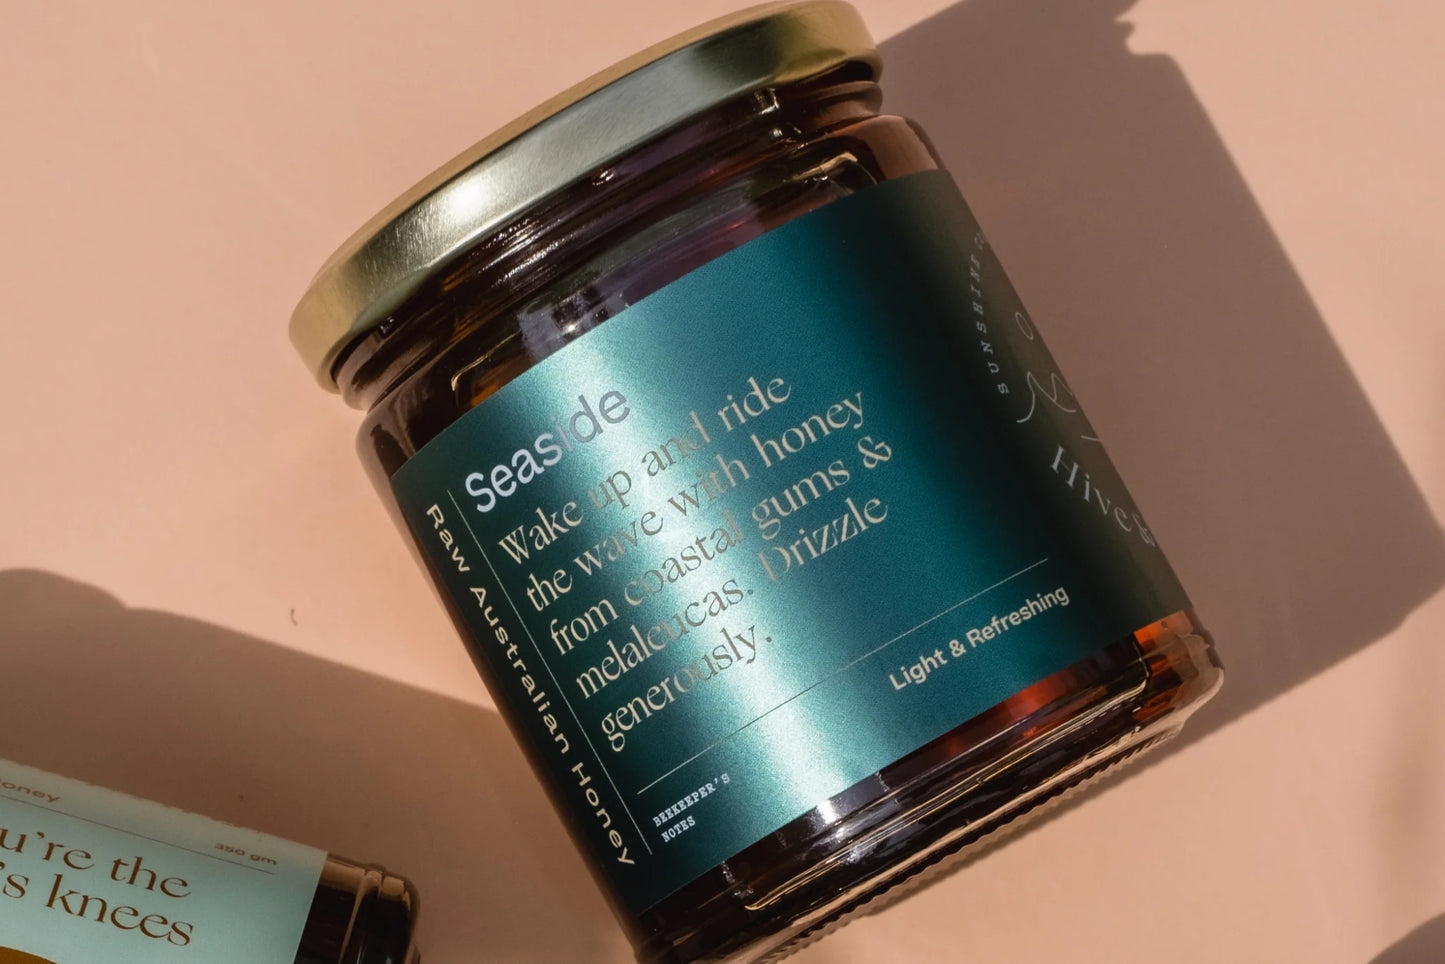 Seaside
Wake up and ride
the wave with honey
from coastal gums &
melaleucas. Drizzle
generously.
Raw Australian Honey
BEEKEEPER'S
NOTES
Light & Refreshing
SUNSHINE
Hive &
350 gm
the
knees